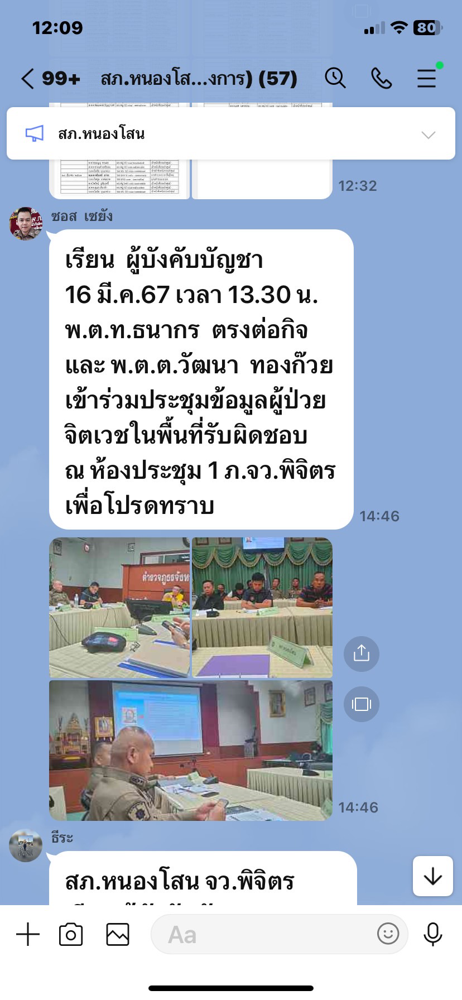 12:09
80
99+ สภ.หนองโส...งการ) (57)
สภ.หนองโสน
12:32
ซอส เซยัง
เรียน ผู้บังคับบัญชา
16 มี.ค.67 เวลา 13.30 น.
พ.ต.ท.ธนากร ตรงต่อกิจ
และ พ.ต.ต.วัฒนา ทองก๊วย
เข้าร่วมประชุมข้อมูลผู้ป่วย
จิตเวชในพื้นที่รับผิดชอบ
ณ ห้องประชุม 1 ภ.จว.พิจิตร
เพื่อโปรดทราบ
14:46
ตำรวจภูธรจังห
14:46
ธีระ
สภ.หนองโสน จว.พิจิตร
Aa